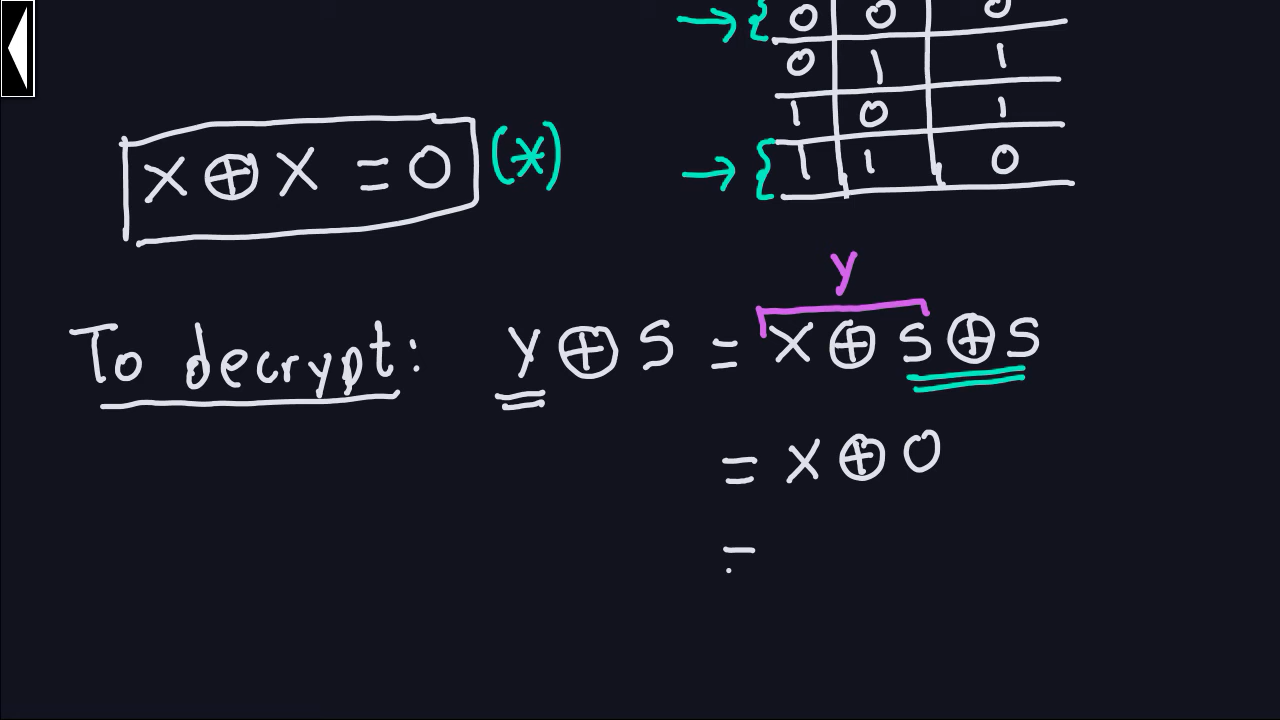 0 0 0
0 1 1
1 0 1
1 1 0
x ⊕ x = 0 (*)
y
To decrypt: y ⊕ s = x ⊕ s ⊕ s
= x ⊕ 0
=